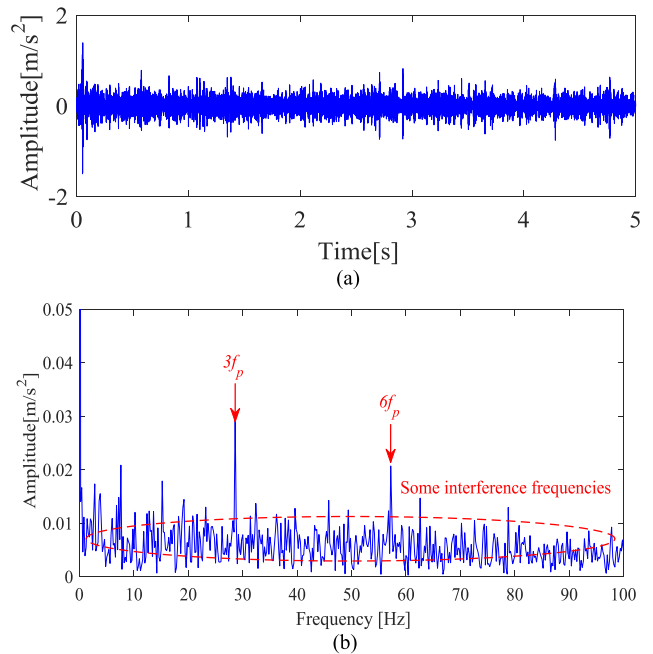 Amplitude[m/s²]
2
0
-2
0 1 2 3 4 5
Time[s]
(a)
Amplitude[m/s²]
0.05
0.04
0.03
0.02
0.01
0
3fₚ
6fₚ
Some interference frequencies
0 10 20 30 40 50 60 70 80 90 100
Frequency [Hz]
(b)